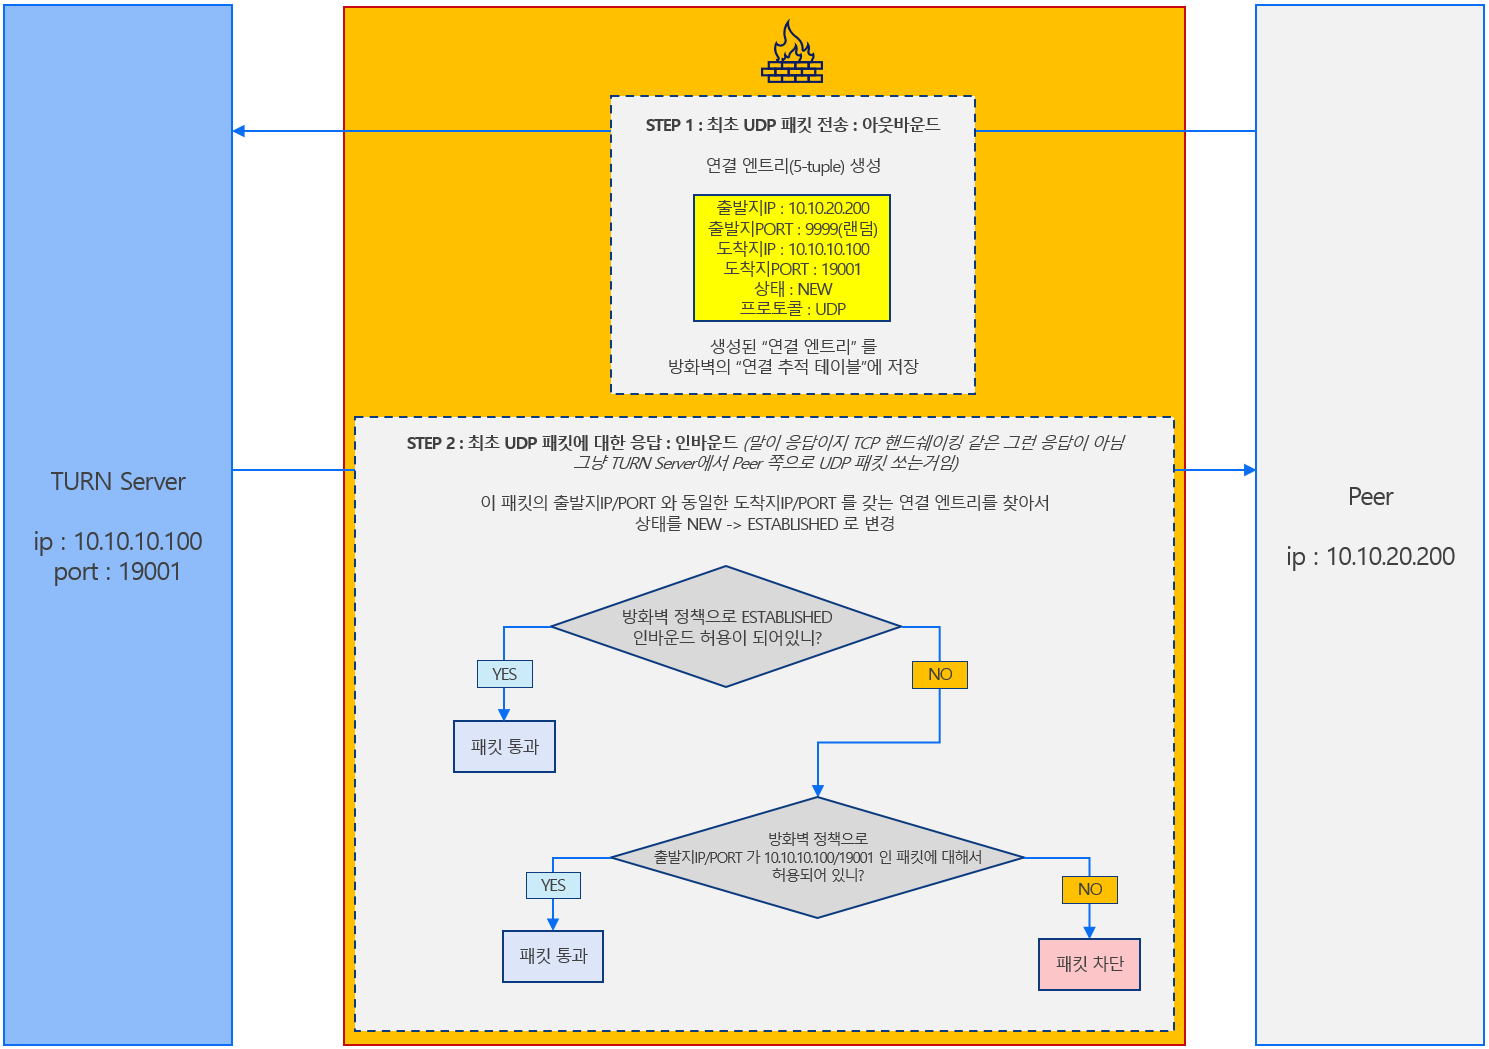 STEP 1 : 최초 UDP 패킷 전송 : 아웃바운드
연결 엔트리(5-tuple) 생성
출발지IP : 10.10.20.200
출발지PORT : 9999(랜덤)
도착지IP : 10.10.10.100
도착지PORT : 19001
상태 : NEW
프로토콜 : UDP
생성된 “연결 엔트리” 를
방화벽의 “연결 추적 테이블”에 저장
TURN Server
ip : 10.10.10.100
port : 19001
STEP 2 : 최초 UDP 패킷에 대한 응답 : 인바운드 (말이 응답이지 TCP 핸드쉐이킹 같은 그런 응답이 아님
그냥 TURN Server에서 Peer 쪽으로 UDP 패킷 쏘는거임)
이 패킷의 출발지IP/PORT 와 동일한 도착지IP/PORT 를 갖는 연결 엔트리를 찾아서
상태를 NEW -> ESTABLISHED 로 변경
방화벽 정책으로 ESTABLISHED
인바운드 허용이 되어있니?
YES
NO
패킷 통과
방화벽 정책으로
출발지IP/PORT 가 10.10.10.100/19001 인 패킷에 대해서
허용되어 있니?
YES
NO
패킷 통과
패킷 차단
Peer
ip : 10.10.20.200